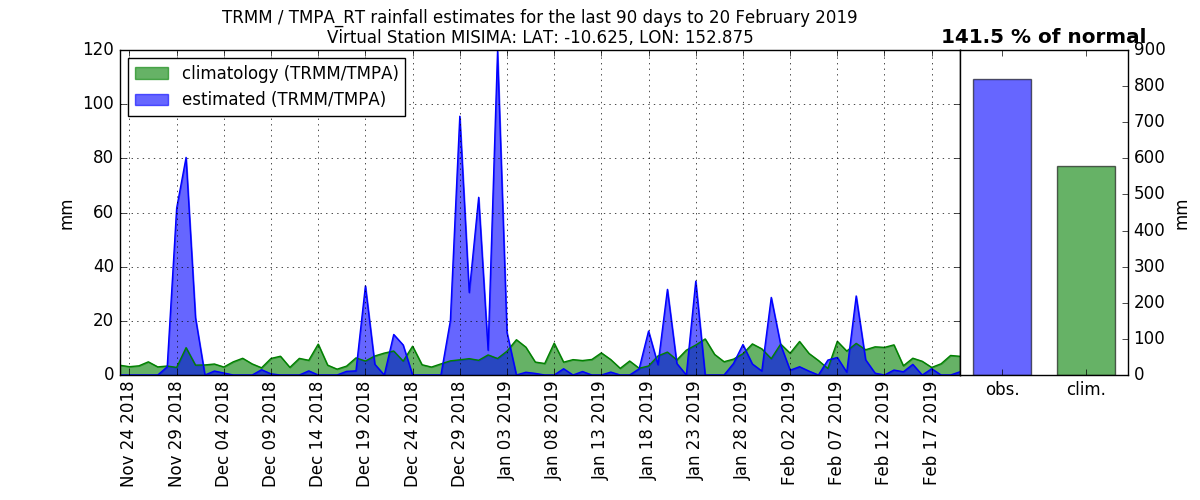 TRMM / TMPA_RT rainfall estimates for the last 90 days to 20 February 2019
Virtual Station MISIMA: LAT: -10.625, LON: 152.875
141.5 % of normal
climatology (TRMM/TMPA)
estimated (TRMM/TMPA)
120
100
80
60
40
20
0
mm
900
800
700
600
500
400
300
200
100
0
mm
Nov 24 2018
Nov 29 2018
Dec 04 2018
Dec 09 2018
Dec 14 2018
Dec 19 2018
Dec 24 2018
Dec 29 2018
Jan 03 2019
Jan 08 2019
Jan 13 2019
Jan 18 2019
Jan 23 2019
Jan 28 2019
Feb 02 2019
Feb 07 2019
Feb 12 2019
Feb 17 2019
obs.
clim.